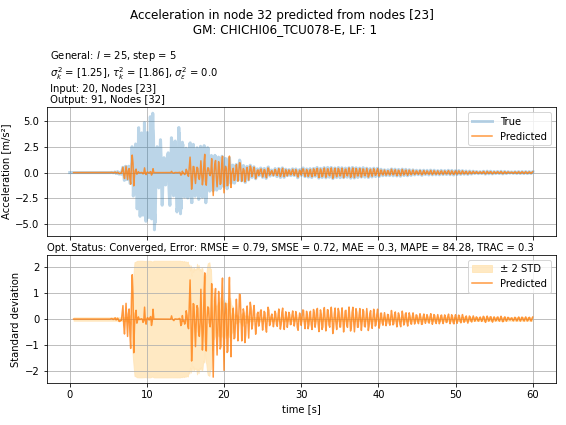 Acceleration in node 32 predicted from nodes [23]
GM: CHICHI06_TCU078-E, LF: 1
General: l = 25, step = 5
σ²ₖ = [1.25], τ²ₖ = [1.86], σ²ε = 0.0
Input: 20, Nodes [23]
Output: 91, Nodes [32]
Acceleration [m/s²]
5.0
2.5
0.0
−2.5
−5.0
True
Predicted
Opt. Status: Converged, Error: RMSE = 0.79, SMSE = 0.72, MAE = 0.3, MAPE = 84.28, TRAC = 0.3
Standard deviation
2
1
0
−1
−2
± 2 STD
Predicted
0 10 20 30 40 50 60
time [s]